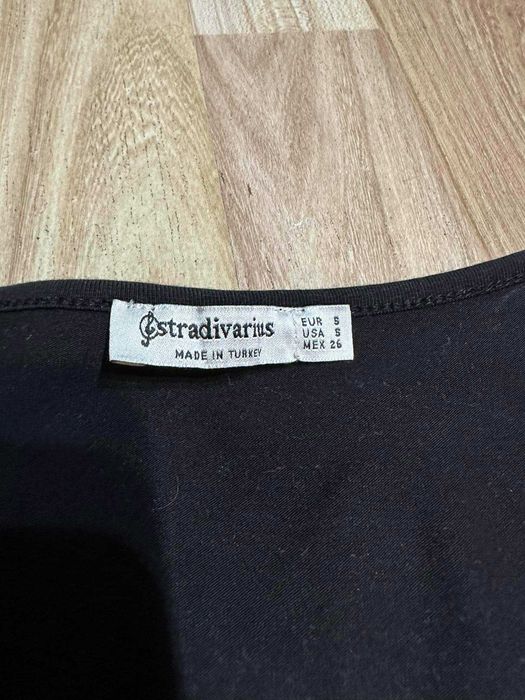 stradivarius
MADE IN TURKEY
EUR S
USA S
MEX 26